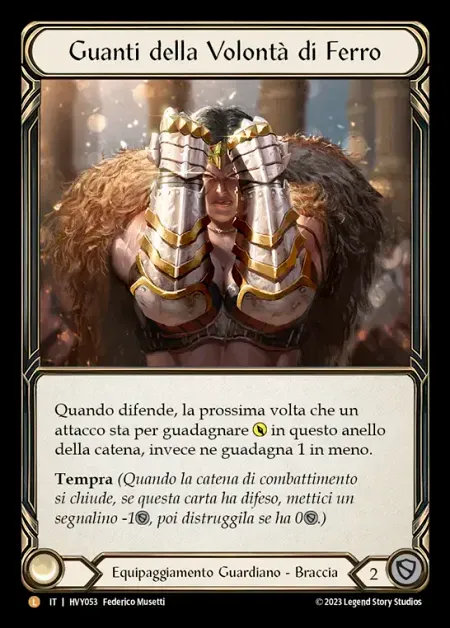 Guanti della Volontà di Ferro
Quando difende, la prossima volta che un
attacco sta per guadagnare in questo anello
della catena, invece ne guadagna 1 in meno.
Tempra (Quando la catena di combattimento
si chiude, se questa carta ha difeso, mettici un
segnalino -1, poi distruggila se ha 0.)
Equipaggiamento Guardiano - Braccia 2
L IT | HVY053 Federico Musetti © 2023 Legend Story Studios